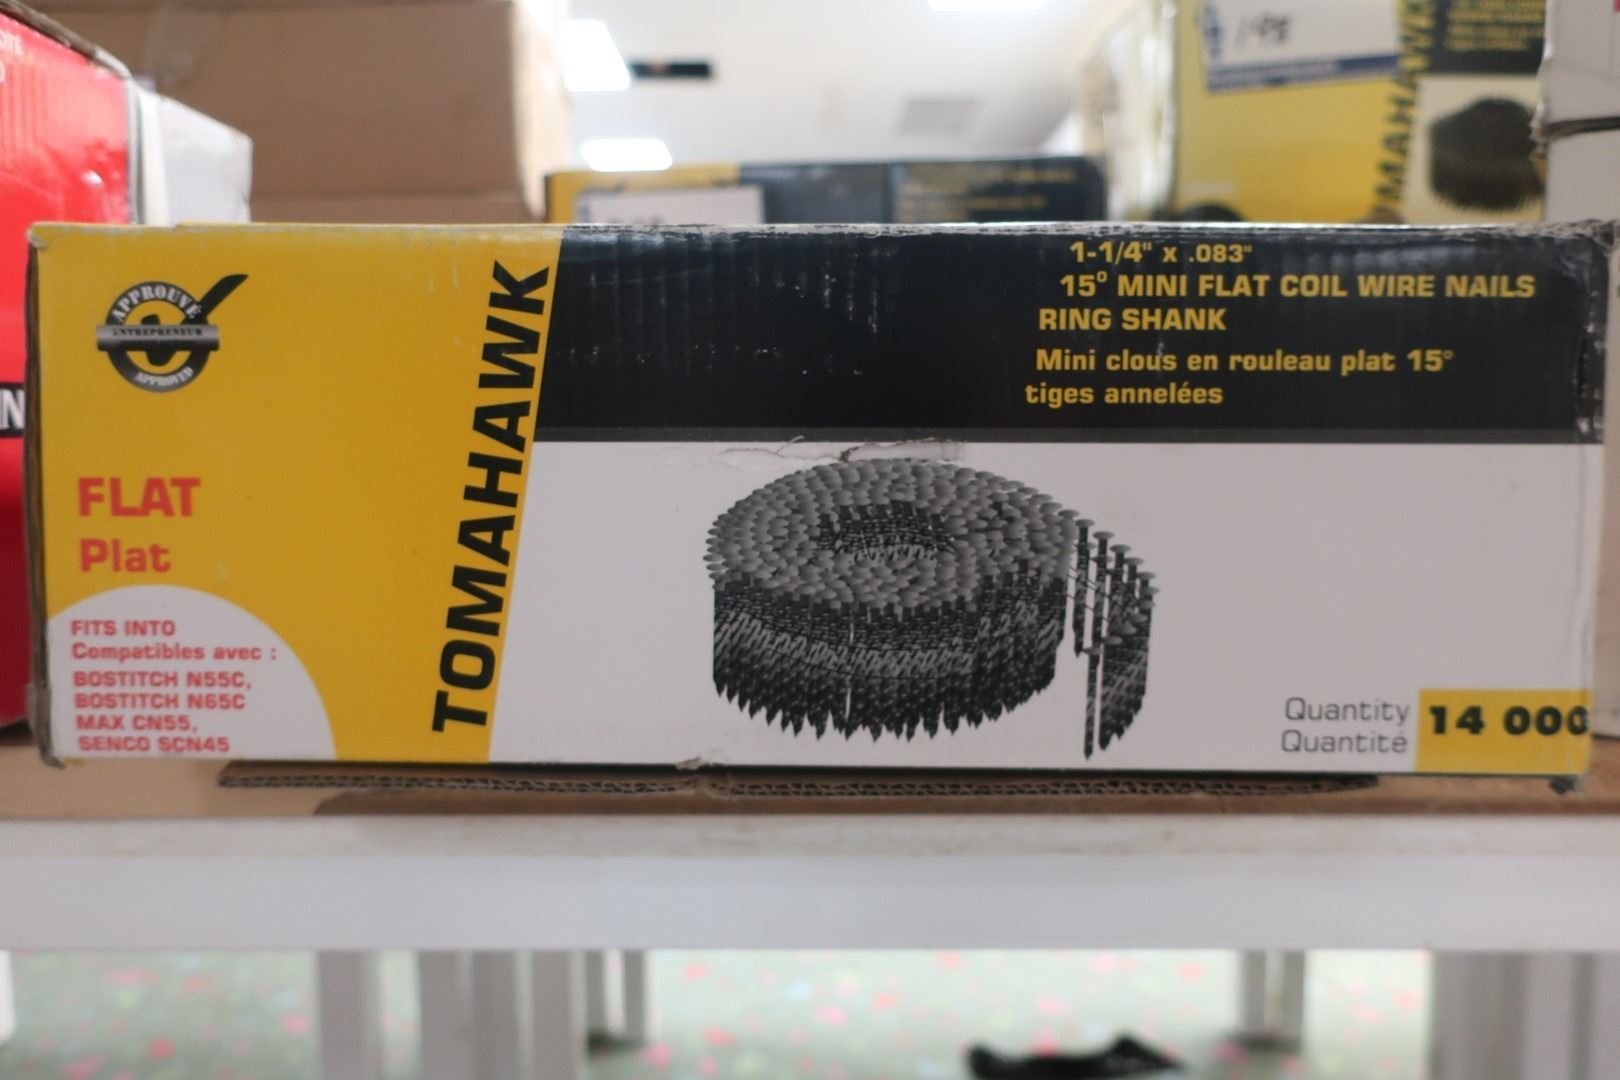 APPROUVÉ
ENTREPRENEUR
APPROVED
FLAT
Plat
FITS INTO
Compatibles avec :
BOSTITCH N55C,
BOSTITCH N65C
MAX CN55,
SENCO SCN45
TOMAHAWK
1-1/4" x .083"
15° MINI FLAT COIL WIRE NAILS
RING SHANK
Mini clous en rouleau plat 15°
tiges annelées
Quantity
Quantité
14 000